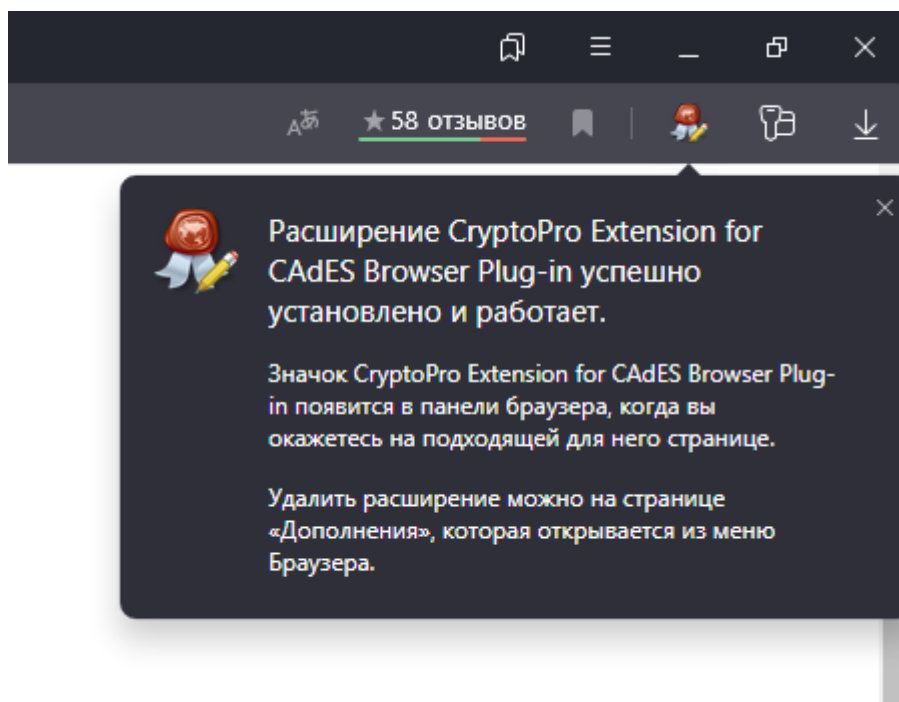 Aあ
★ 58 отзывов
Расширение CryptoPro Extension for
CAdES Browser Plug-in успешно
установлено и работает.
Значок CryptoPro Extension for CAdES Browser Plug-
in появится в панели браузера, когда вы
окажетесь на подходящей для него странице.
Удалить расширение можно на странице
«Дополнения», которая открывается из меню
Браузера.